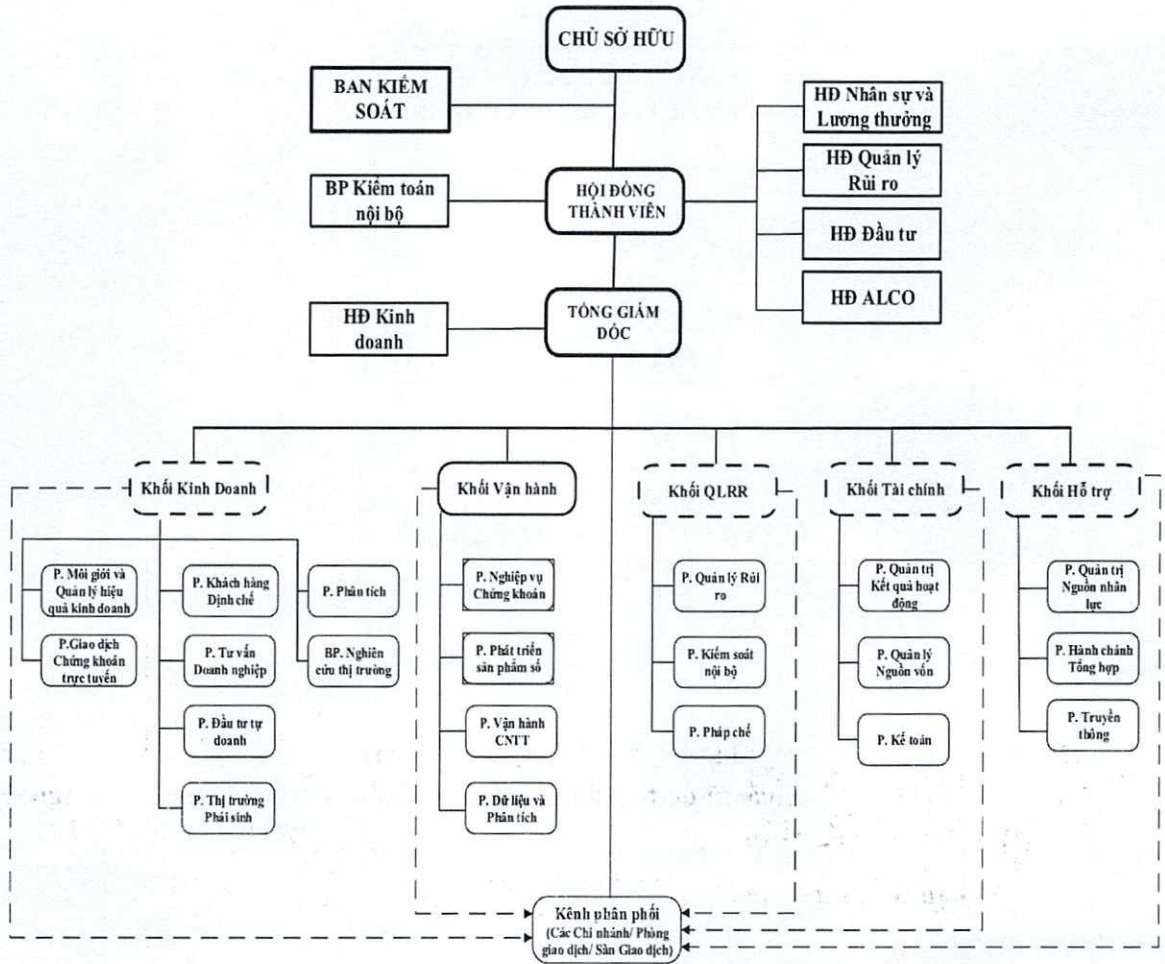 CHỦ SỞ HỮU
BAN KIỂM
SOÁT
HĐ Nhân sự và
Lương thưởng
BP Kiểm toán
nội bộ
HỘI ĐỒNG
THÀNH VIÊN
HĐ Quản lý
Rủi ro
HĐ Đầu tư
HĐ ALCO
HĐ Kinh
doanh
TỔNG GIÁM
ĐỐC
Khối Kinh Doanh
Khối Vận hành
Khối QLRR
Khối Tài chính
Khối Hỗ trợ
P. Môi giới và
Quản lý hiệu
quả kinh doanh
P.Giao dịch
Chứng khoán
trực tuyến
P. Khách hàng
Định chế
P. Tư vấn
Doanh nghiệp
P. Đầu tư tự
doanh
P. Thị trường
Phái sinh
P. Phân tích
BP. Nghiên
cứu thị trường
P. Nghiệp vụ
Chứng khoán
P. Phát triển
sản phẩm số
P. Vận hành
CNTT
P. Dữ liệu và
Phân tích
P. Quản lý Rủi
ro
P. Kiểm soát
nội bộ
P. Pháp chế
P. Quản trị
Kết quả hoạt
động
P. Quản lý
Nguồn vốn
P. Kế toán
P. Quản trị
Nguồn nhân
lực
P. Hành chánh
Tổng hợp
P. Truyền
thông
Kênh phân phối
(Các Chi nhánh/ Phòng
giao dịch/ Sàn Giao dịch)